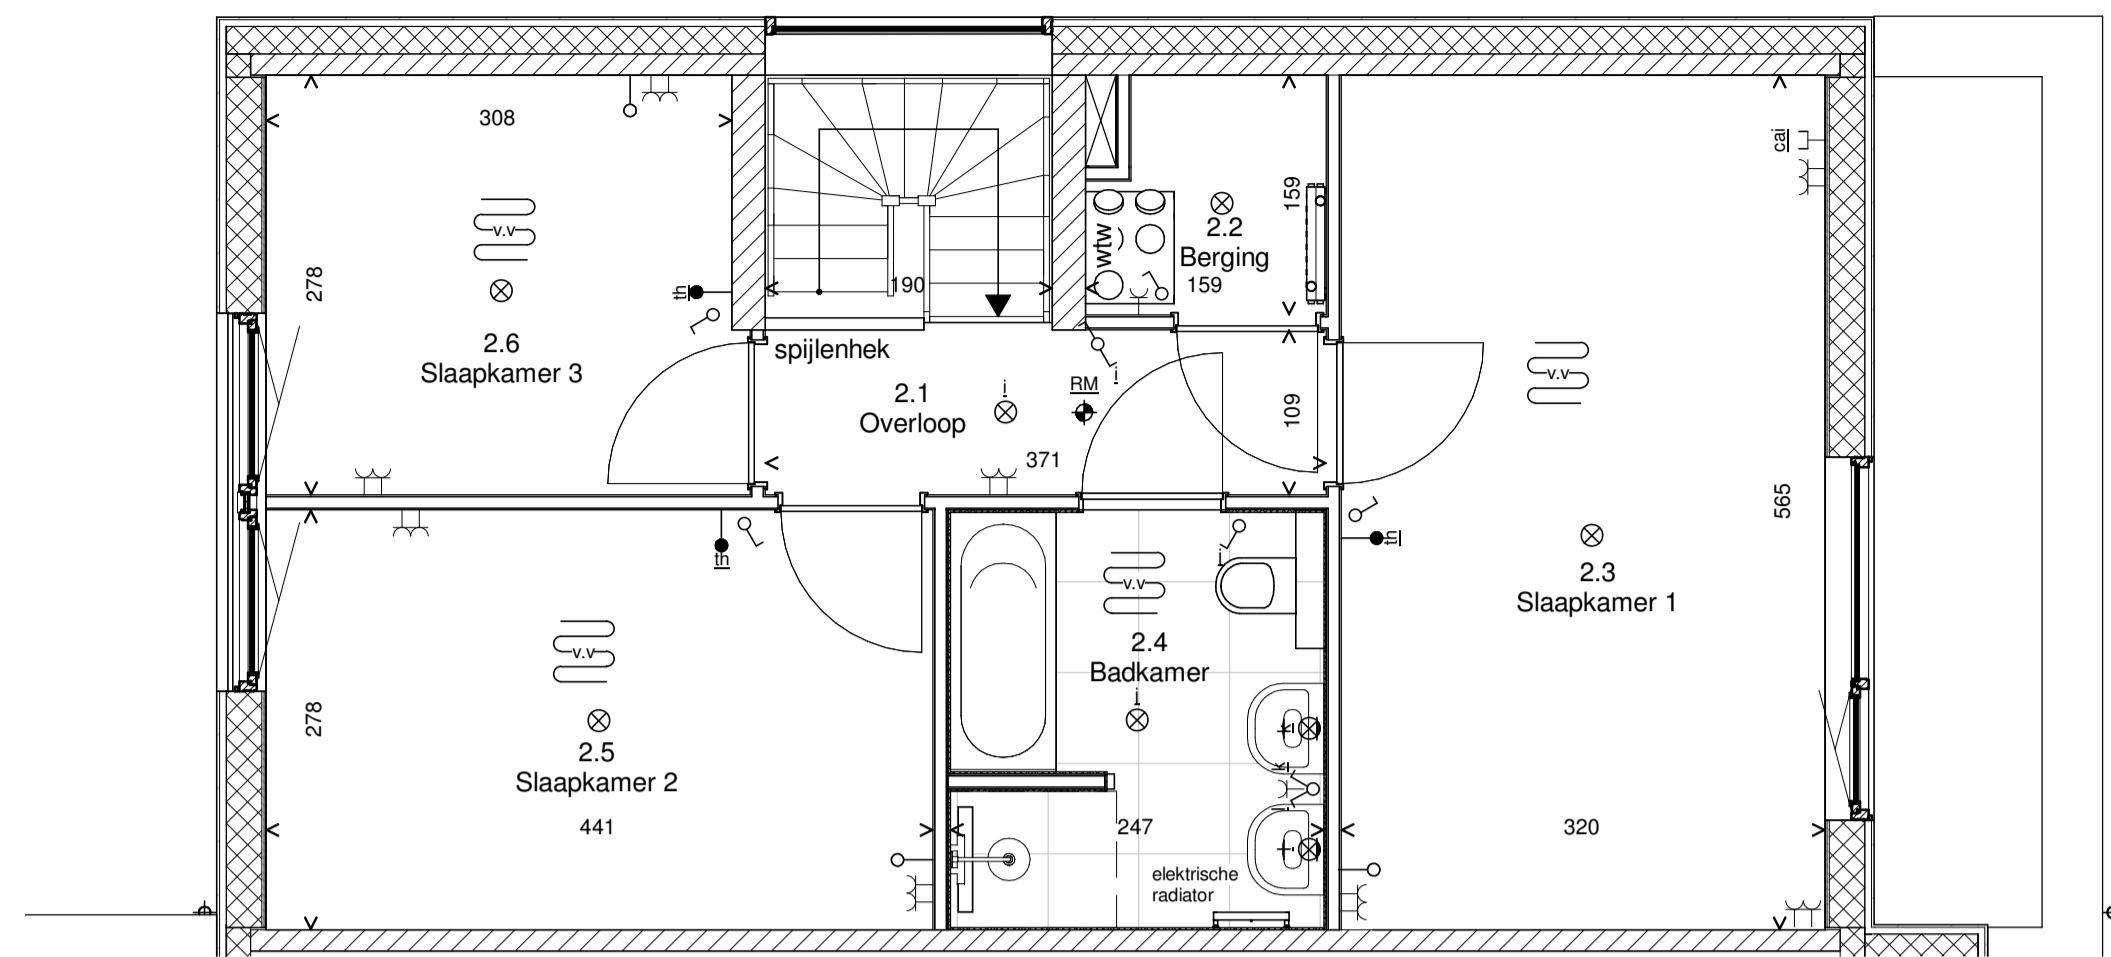 308
cai
159
v.v
2.2
wtw
Berging
278
th
190
159
2.6
spijlenhek
Slaapkamer 3
i
RM
v.v
2.1
i
109
Overloop
371
565
th
th
i
2.3
v.v
Slaapkamer 1
2.4
v.v
Badkamer
i
278
k
2.5
k
Slaapkamer 2
l
441
247
320
l
elektrische
radiator